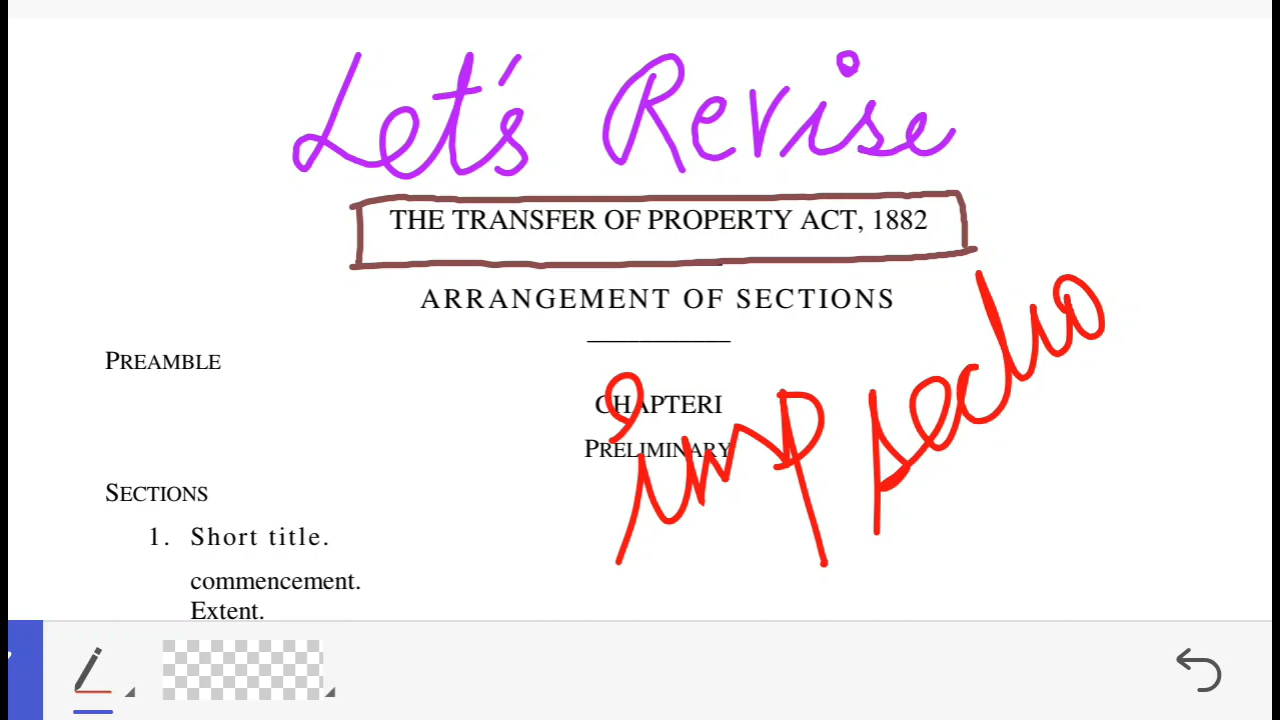 Let's Revise
THE TRANSFER OF PROPERTY ACT, 1882
ARRANGEMENT OF SECTIONS
PREAMBLE
CHAPTERI
PRELIMINARY
imp sectio
SECTIONS
1. Short title.
commencement.
Extent.